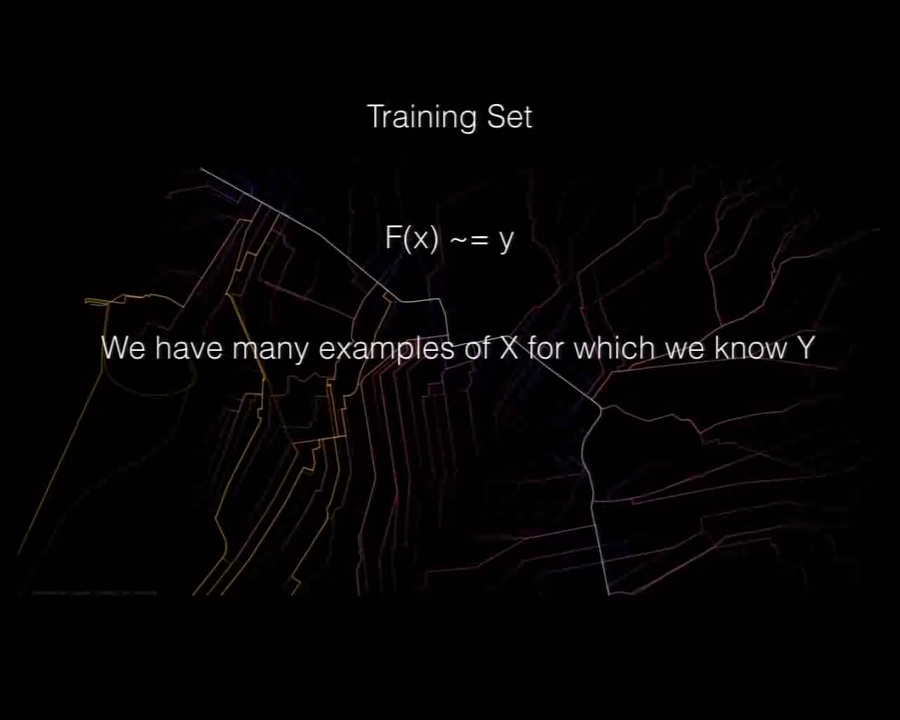 Training Set
F(x) ~= y
We have many examples of X for which we know Y